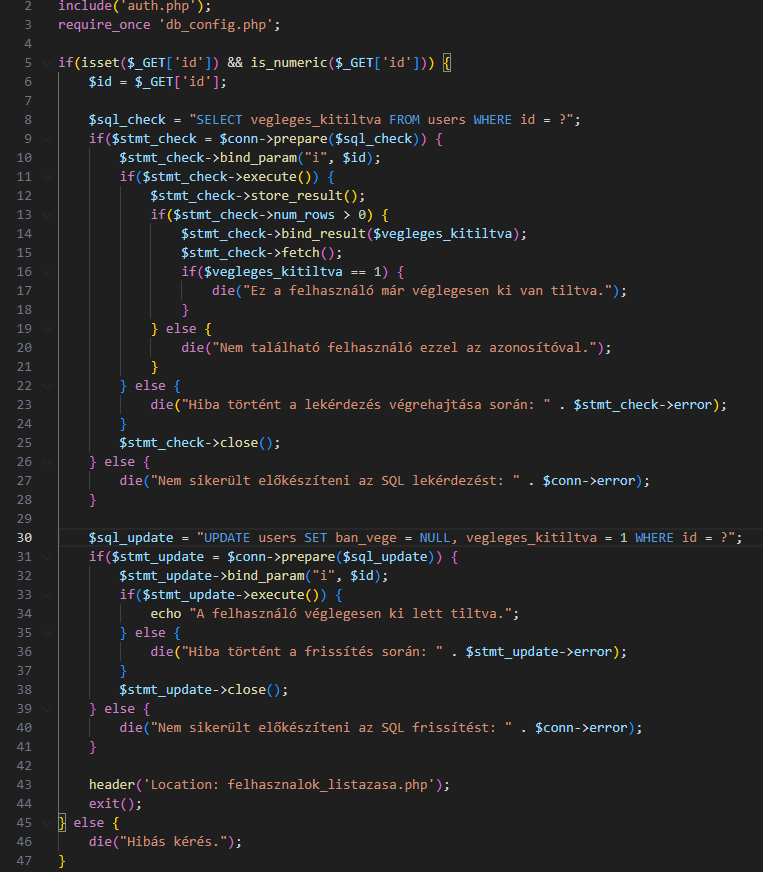 2 include('auth.php');
3 require_once 'db_config.php';
4
5 if(isset($_GET['id']) && is_numeric($_GET['id'])) {
6     $id = $_GET['id'];
7
8     $sql_check = "SELECT vegleges_kitiltva FROM users WHERE id = ?";
9     if($stmt_check = $conn->prepare($sql_check)) {
10         $stmt_check->bind_param("i", $id);
11         if($stmt_check->execute()) {
12             $stmt_check->store_result();
13             if($stmt_check->num_rows > 0) {
14                 $stmt_check->bind_result($vegleges_kitiltva);
15                 $stmt_check->fetch();
16                 if($vegleges_kitiltva == 1) {
17                     die("Ez a felhasználó már véglegesen ki van tiltva.");
18                 }
19             } else {
20                 die("Nem található felhasználó ezzel az azonosítóval.");
21             }
22         } else {
23             die("Hiba történt a lekérdezés végrehajtása során: " . $stmt_check->error);
24         }
25         $stmt_check->close();
26     } else {
27         die("Nem sikerült előkészíteni az SQL lekérdezést: " . $conn->error);
28     }
29
30     $sql_update = "UPDATE users SET ban_vege = NULL, vegleges_kitiltva = 1 WHERE id = ?";
31     if($stmt_update = $conn->prepare($sql_update)) {
32         $stmt_update->bind_param("i", $id);
33         if($stmt_update->execute()) {
34             echo "A felhasználó véglegesen ki lett tiltva.";
35         } else {
36             die("Hiba történt a frissítés során: " . $stmt_update->error);
37         }
38         $stmt_update->close();
39     } else {
40         die("Nem sikerült előkészíteni az SQL frissítést: " . $conn->error);
41     }
42
43     header('Location: felhasznalok_listazasa.php');
44     exit();
45 } else {
46     die("Hibás kérés.");
47 }